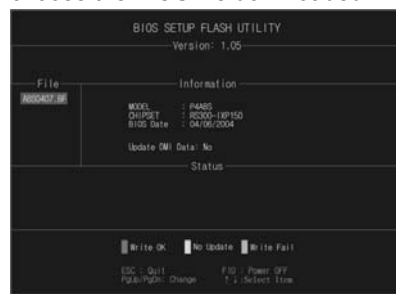 BIOS SETUP FLASH UTILITY
Version: 1.05
File
Information
A8S0407.BF
MODEL : P4A8S
CHIPSET : RS300-IXP150
BIOS Date : 04/06/2004
Update DMI Data: No
Status
Write OK No Update Write Fail
ESC : Quit F10 : Power OFF
PgUp/PgDn: Change ↑↓:Select Item